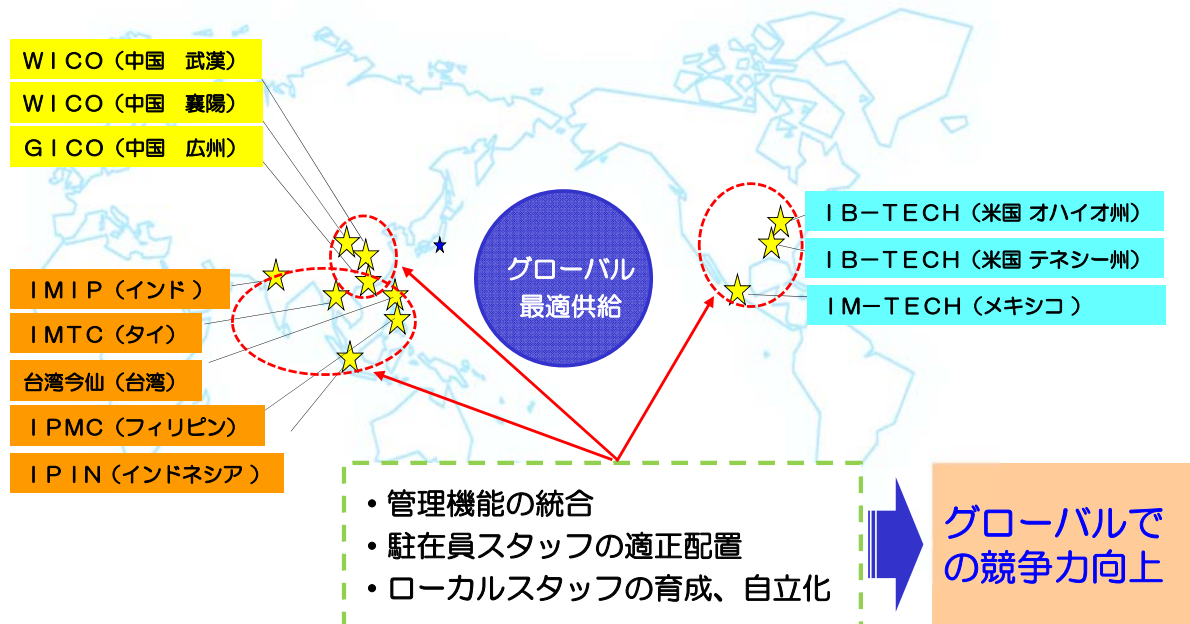 ＷＩＣＯ（中国　武漢）
ＷＩＣＯ（中国　襄陽）
ＧＩＣＯ（中国　広州）
ＩＭＩＰ（インド）
ＩＭＴＣ（タイ）
台湾今仙（台湾）
ＩＰＭＣ（フィリピン）
ＩＰＩＮ（インドネシア）
グローバル
最適供給
ＩＢ－ＴＥＣＨ（米国 オハイオ州）
ＩＢ－ＴＥＣＨ（米国 テネシー州）
ＩＭ－ＴＥＣＨ（メキシコ）
・管理機能の統合
・駐在員スタッフの適正配置
・ローカルスタッフの育成、自立化
グローバルで
の競争力向上